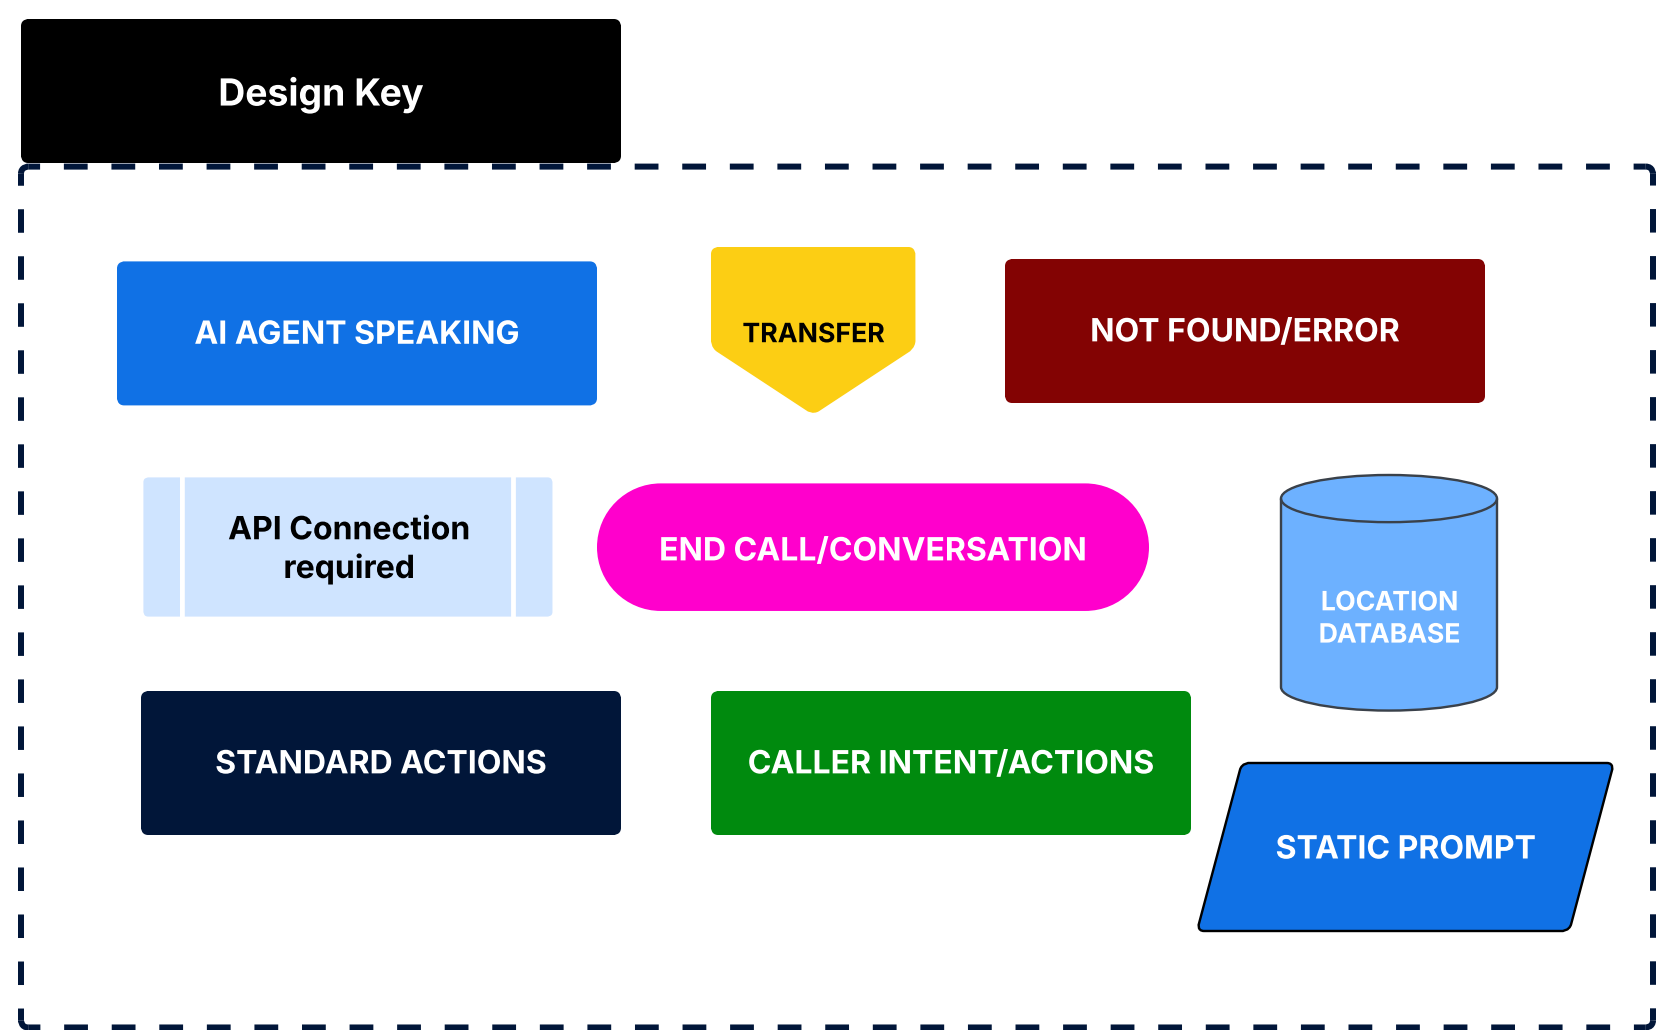 Design Key
AI AGENT SPEAKING
TRANSFER
NOT FOUND/ERROR
API Connection
required
END CALL/CONVERSATION
LOCATION
DATABASE
STANDARD ACTIONS
CALLER INTENT/ACTIONS
STATIC PROMPT